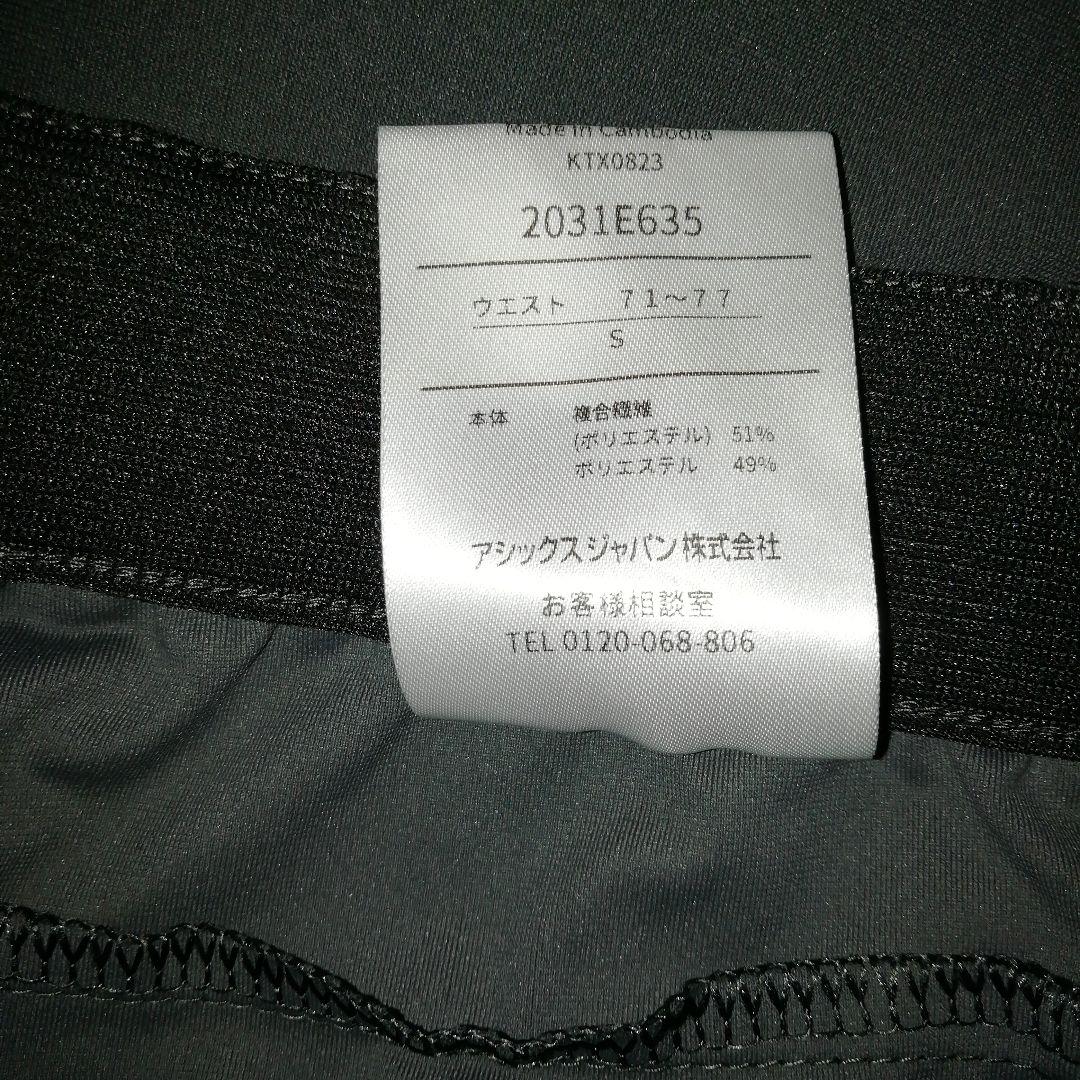 Made in Cambodia
KTX0823
2031E635
ウエスト 71～77
S
本体 複合繊維
(ポリエステル) 51%
ポリエステル 49%
アシックスジャパン株式会社
お客様相談室
TEL 0120-068-806